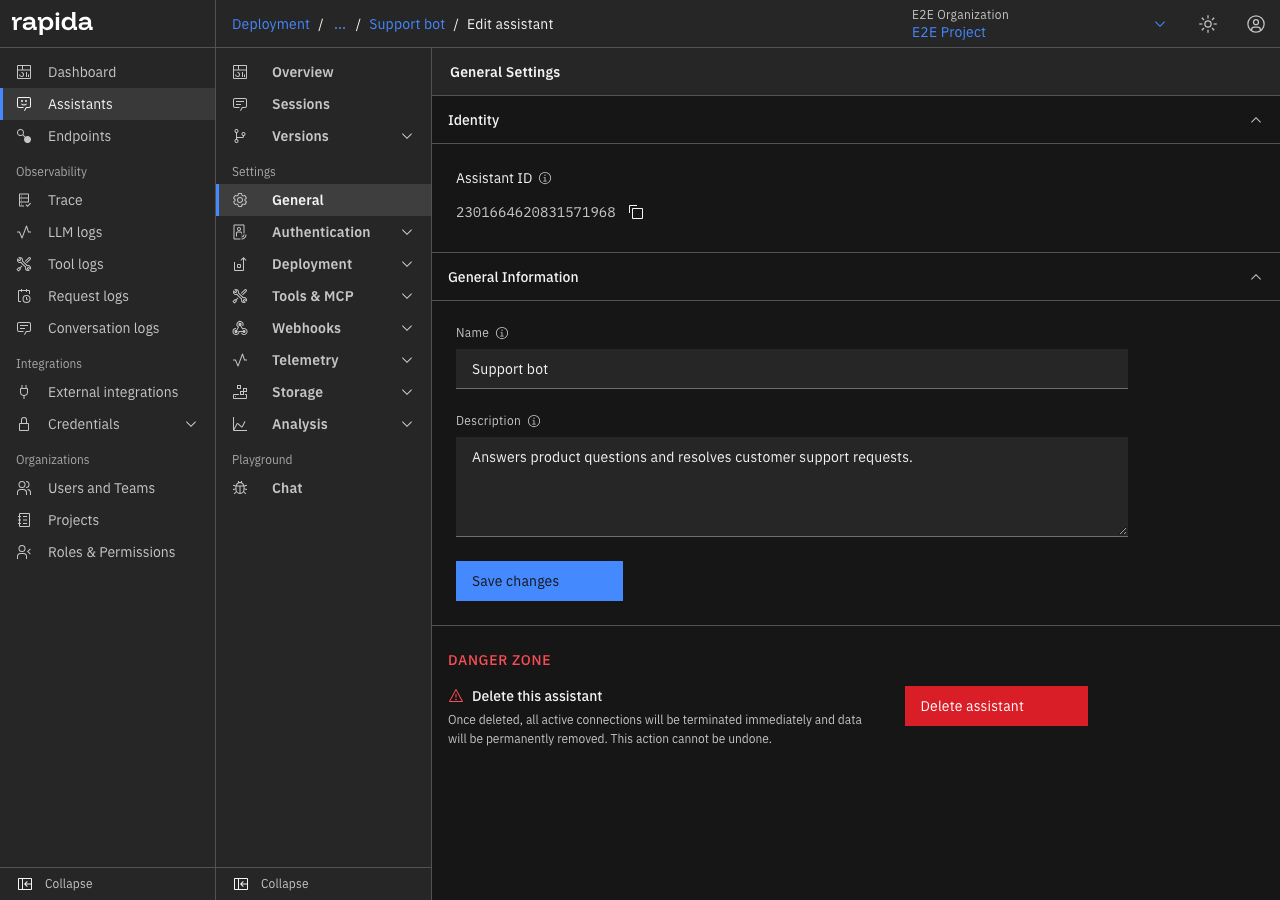 rapida
Deployment / ... / Support bot / Edit assistant
E2E Organization
E2E Project
Dashboard
Assistants
Endpoints
Observability
Trace
LLM logs
Tool logs
Request logs
Conversation logs
Integrations
External integrations
Credentials
Organizations
Users and Teams
Projects
Roles & Permissions
Collapse
Overview
Sessions
Versions
Settings
General
Authentication
Deployment
Tools & MCP
Webhooks
Telemetry
Storage
Analysis
Playground
Chat
Collapse
General Settings
Identity
Assistant ID
2301664620831571968
General Information
Name
Support bot
Description
Answers product questions and resolves customer support requests.
Save changes
DANGER ZONE
Delete this assistant
Once deleted, all active connections will be terminated immediately and data
will be permanently removed. This action cannot be undone.
Delete assistant